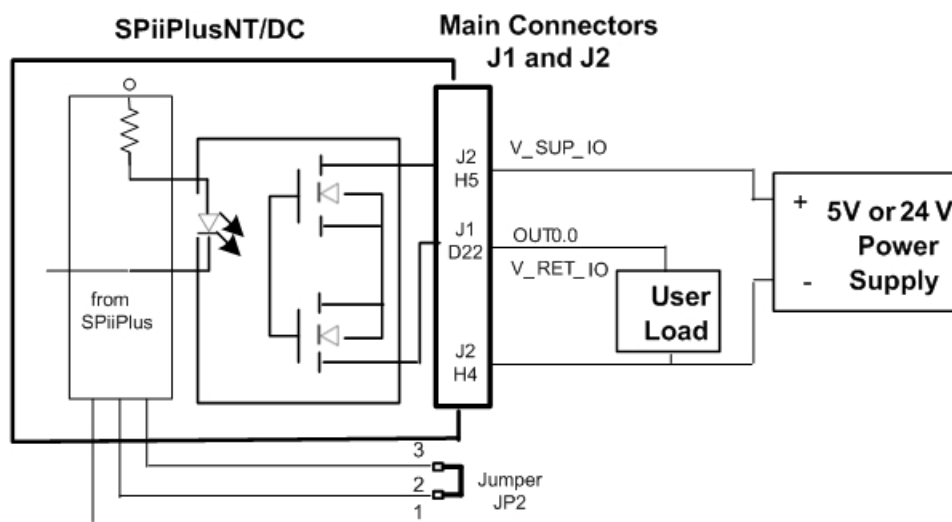 SPiiPlusNT/DC
Main Connectors
J1 and J2
J2
H5
V_SUP_IO
+
5V or 24 V
Power
Supply
-
J1
D22
OUT0.0
V_RET_IO
User
Load
from
SPiiPlus
J2
H4
3
2
1
Jumper
JP2